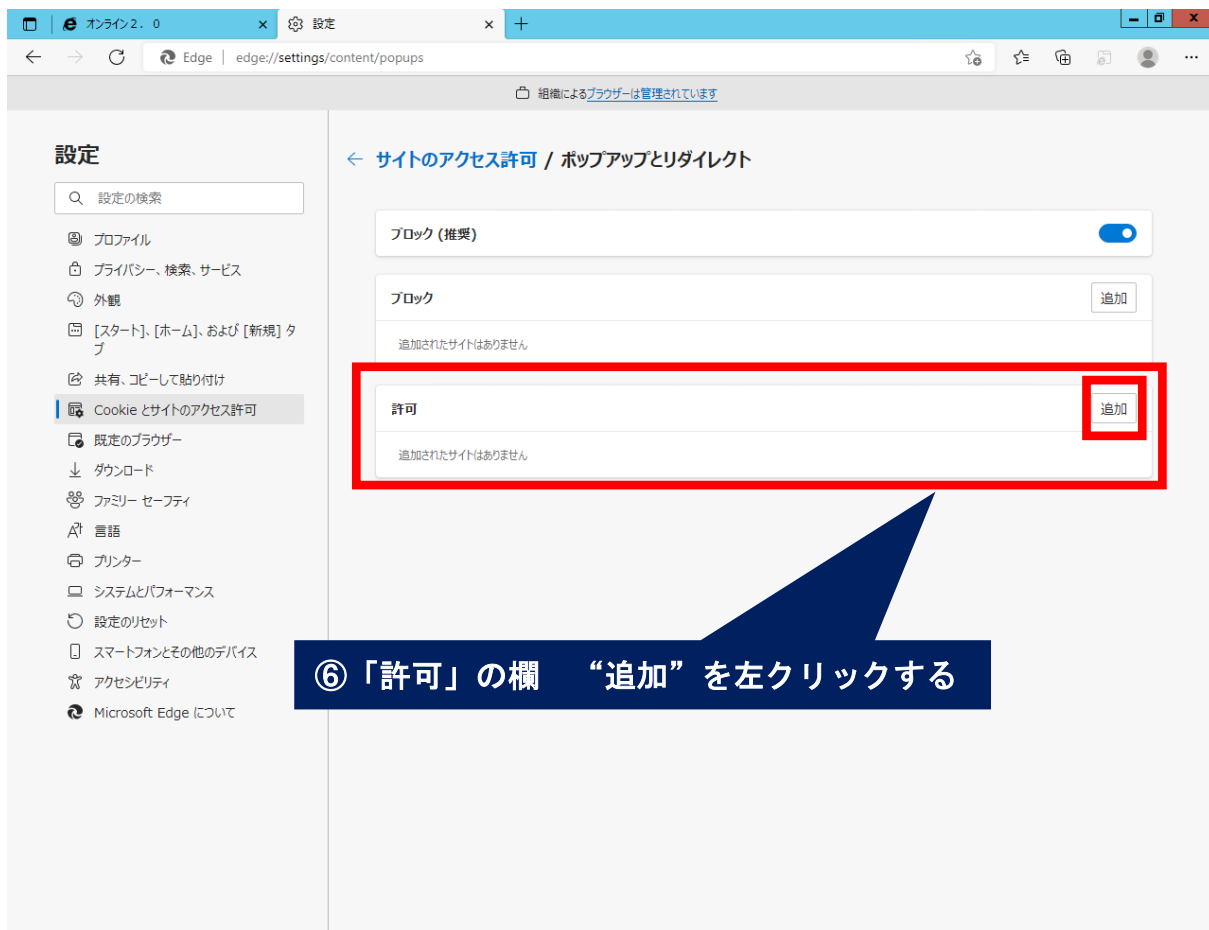 オンライン2．0
設定
Edge | edge://settings/content/popups
組織によるブラウザーは管理されています
設定
設定の検索
プロファイル
プライバシー、検索、サービス
外観
[スタート]、[ホーム]、および [新規] タ
ブ
共有、コピーして貼り付け
Cookie とサイトのアクセス許可
既定のブラウザー
ダウンロード
ファミリー セーフティ
言語
プリンター
システムとパフォーマンス
設定のリセット
スマートフォンとその他のデバイス
アクセシビリティ
Microsoft Edge について
サイトのアクセス許可 / ポップアップとリダイレクト
ブロック (推奨)
ブロック
追加
追加されたサイトはありません
許可
追加
追加されたサイトはありません
⑥「許可」の欄　“追加”を左クリックする